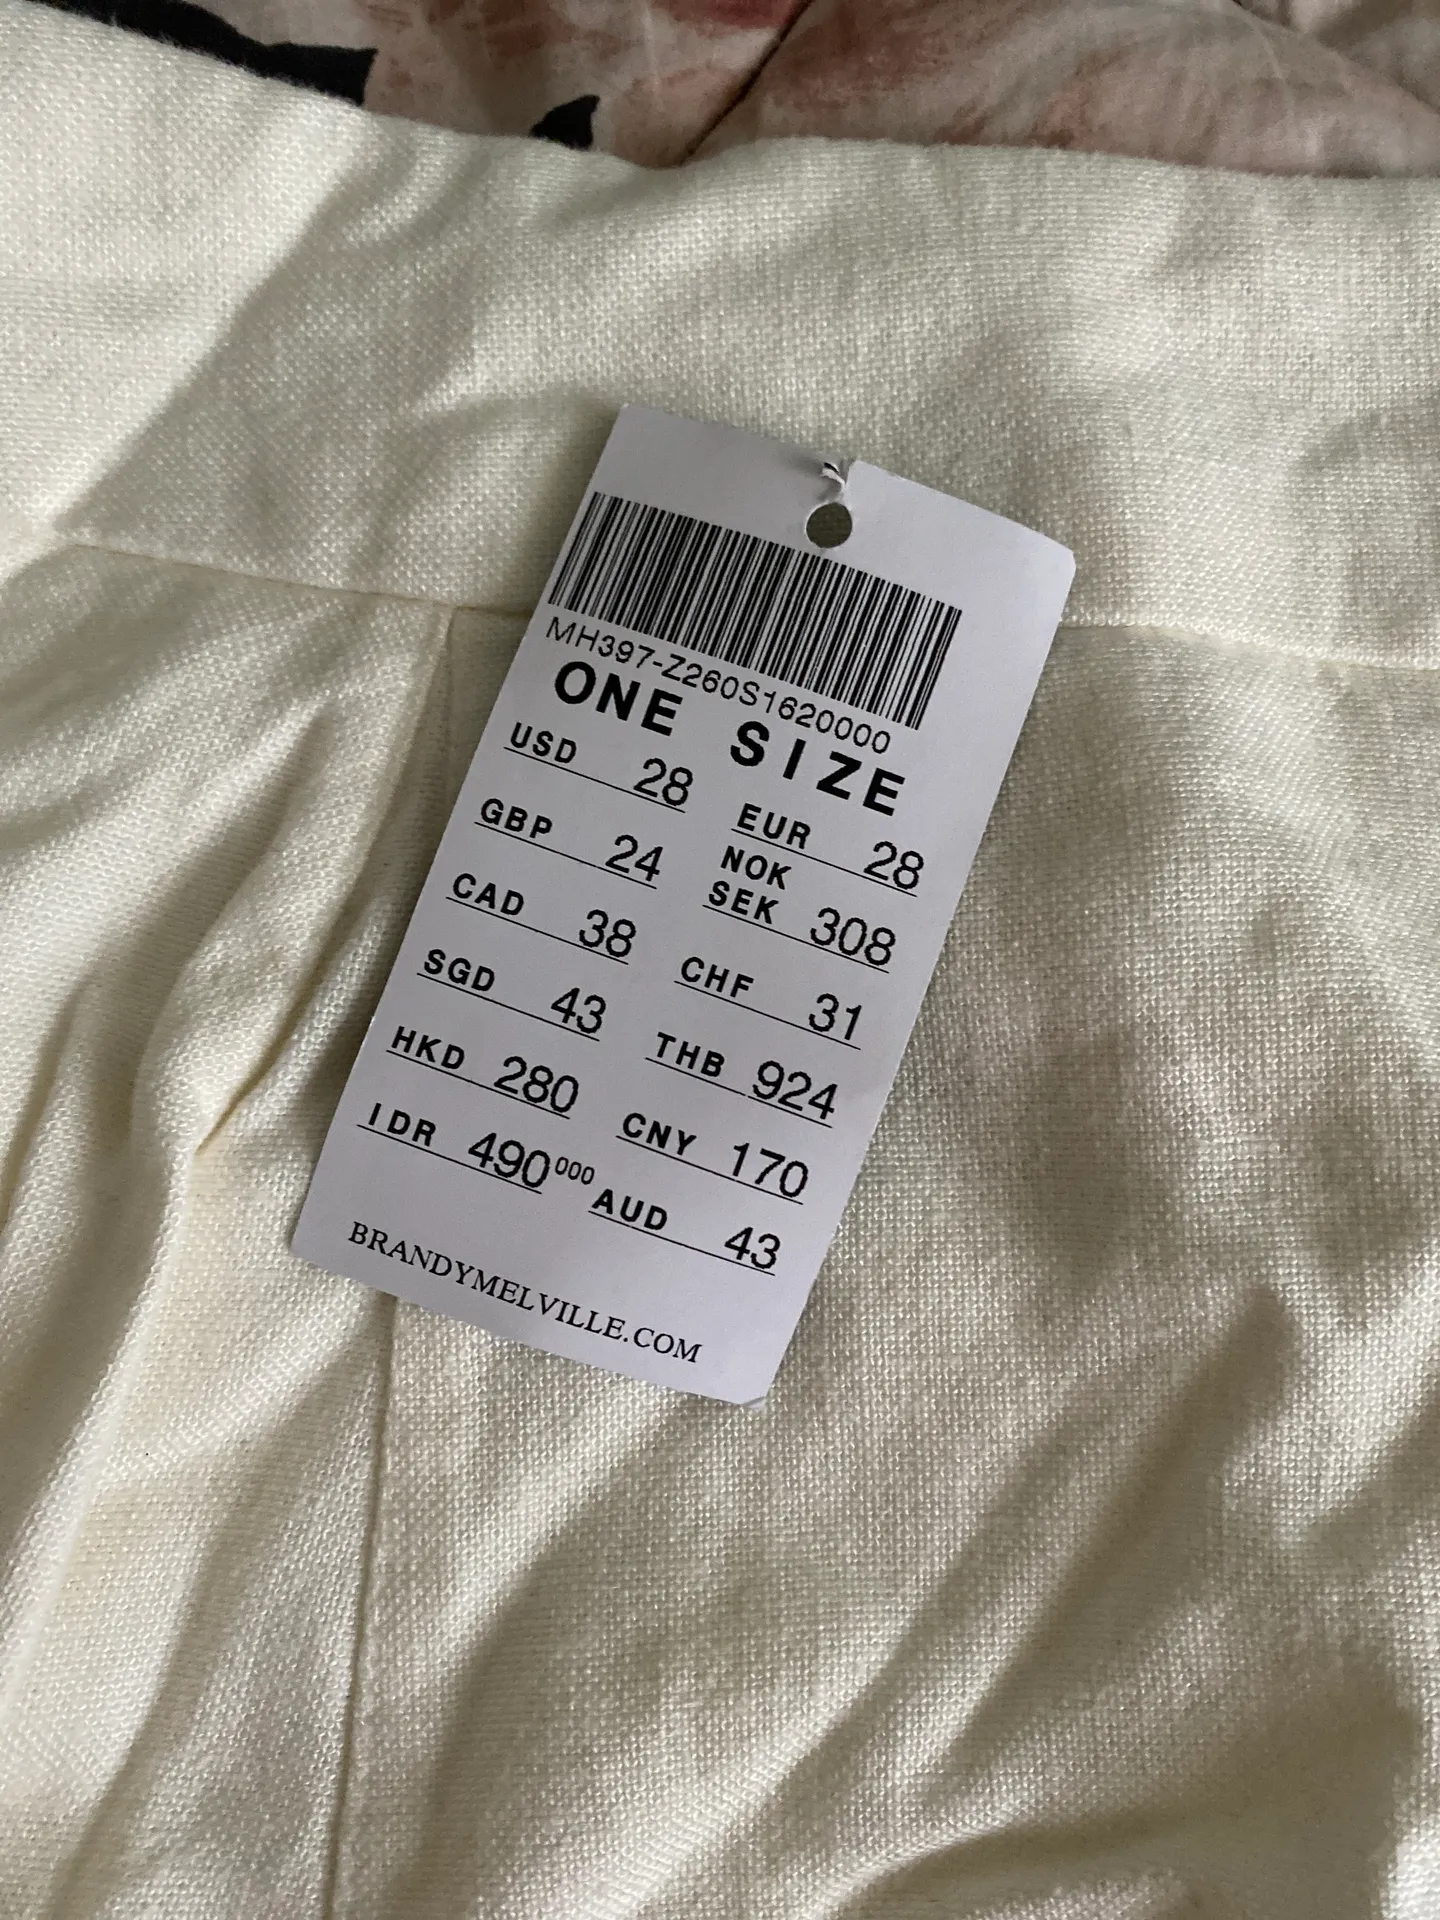 MH397-Z260S1620000
ONE SIZE
USD 28 EUR 28
GBP 24 NOK SEK 308
CAD 38 CHF 31
SGD 43 THB 924
HKD 280 CNY 170
IDR 490000 AUD 43
BRANDYMELVILLE.COM